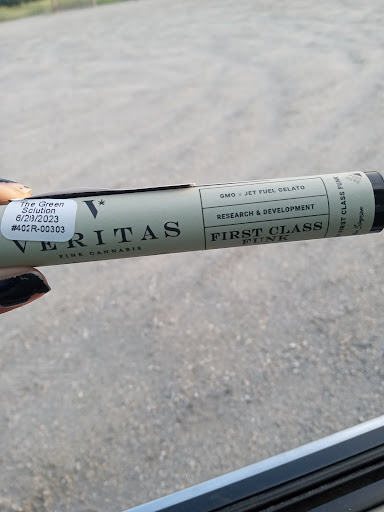 The Green
Solution
6/29/2023
#402R-00303
V
VERITAS
FINE CANNABIS
GMO × JET FUEL GELATO
RESEARCH & DEVELOPMENT
FIRST CLASS
FUNK
FIRST CLASS FUNK